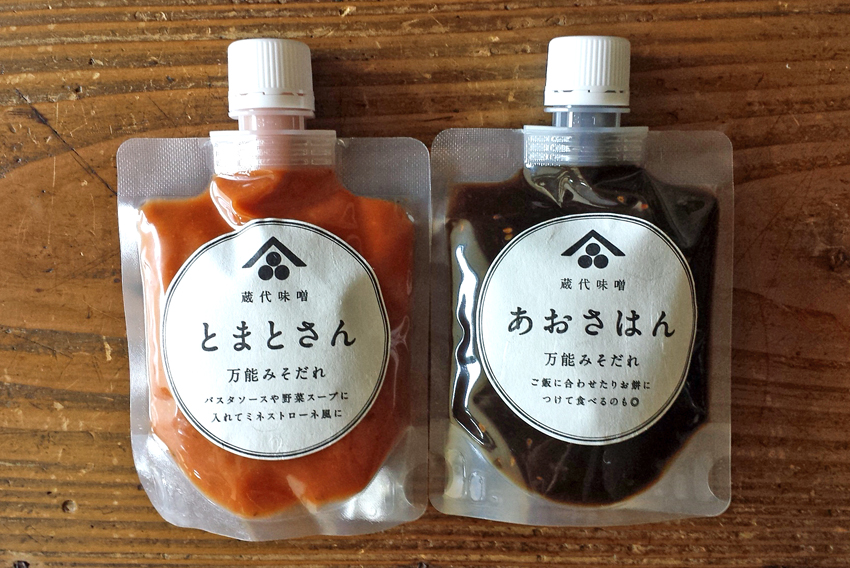 蔵代味噌
とまとさん
万能みそだれ
パスタソースや野菜スープに
入れてミネストローネ風に
蔵代味噌
あおさはん
万能みそだれ
ご飯に合わせたりお餅に
つけて食べるのも◎